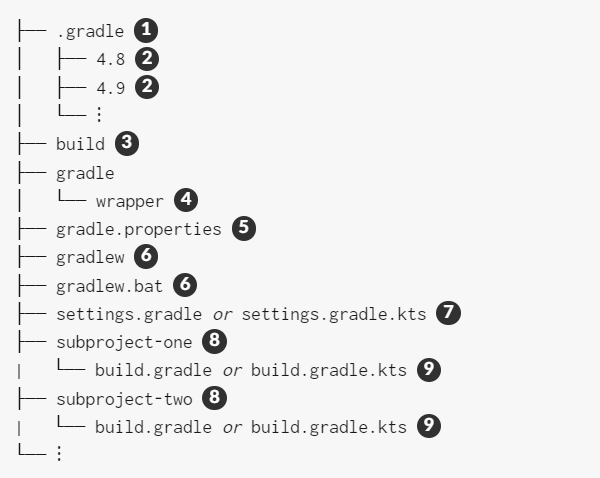 ├── .gradle 1
│   ├── 4.8 2
│   ├── 4.9 2
│   └── ⋮
├── build 3
├── gradle
│   └── wrapper 4
├── gradle.properties 5
├── gradlew 6
├── gradlew.bat 6
├── settings.gradle or settings.gradle.kts 7
├── subproject-one 8
|   └── build.gradle or build.gradle.kts 9
├── subproject-two 8
|   └── build.gradle or build.gradle.kts 9
└── ⋮